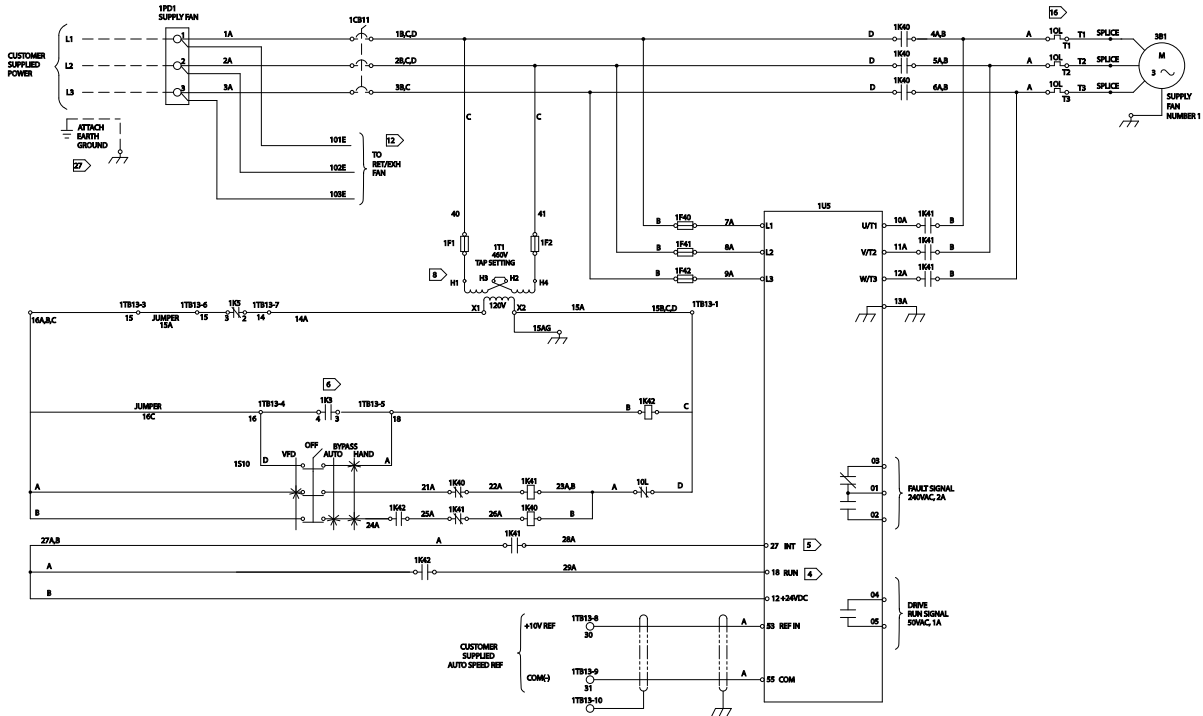 1PD1
SUPPLY FAN
1CB11
16
L1
1
1A
1B,C,D
D
1K40
4A,B
A
1OL
T1
T1
SPLICE
3B1
CUSTOMER
SUPPLIED
POWER
L2
2
2A
2B,C,D
D
1K40
5A,B
A
1OL
T2
T2
SPLICE
M
3
L3
3
3A
3B,C
D
1K40
6A,B
A
1OL
T3
T3
SPLICE
SUPPLY
FAN
NUMBER 1
ATTACH
EARTH
GROUND
27
C
C
101E
12
102E
TO
RET/EXH
FAN
103E
40
41
1U5
B
1F40
7A
L1
U/T1
10A
1K41
B
1F1
1T1
460V
TAP SETTING
1F2
B
1F41
8A
L2
V/T2
11A
1K41
B
8
H1
H3
H2
H4
B
1F42
9A
L3
W/T3
12A
1K41
B
16A,B,C
1TB13-3
15
JUMPER
15A
1TB13-6
15
1K5
3
2
1TB13-7
14
14A
X1
120V
X2
15A
15B,C,D
1TB13-1
15AG
13A
6
JUMPER
16C
1TB13-4
16
1K3
4
3
1TB13-5
18
B
1K42
C
1S10
D
VFD
OFF
BYPASS
AUTO
HAND
A
A
21A
1K40
22A
1K41
23A,B
A
10L
D
B
24A
1K42
25A
1K41
26A
1K40
B
03
01
02
FAULT SIGNAL
240VAC, 2A
27A,B
A
1K41
28A
27 INT
5
A
1K42
29A
18 RUN
4
B
12 +24VDC
04
05
DRIVE
RUN SIGNAL
50VAC, 1A
CUSTOMER
SUPPLIED
AUTO SPEED REF
+10V REF
1TB13-8
30
A
53 REF IN
COM(-)
1TB13-9
31
A
55 COM
1TB13-10